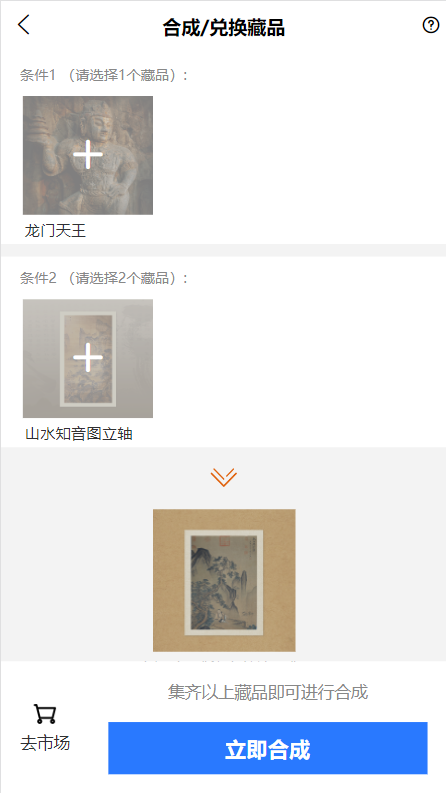 合成/兑换藏品
条件1 （请选择1个藏品）:
龙门天王
条件2 （请选择2个藏品）:
山水知音图立轴
集齐以上藏品即可进行合成
去市场
立即合成